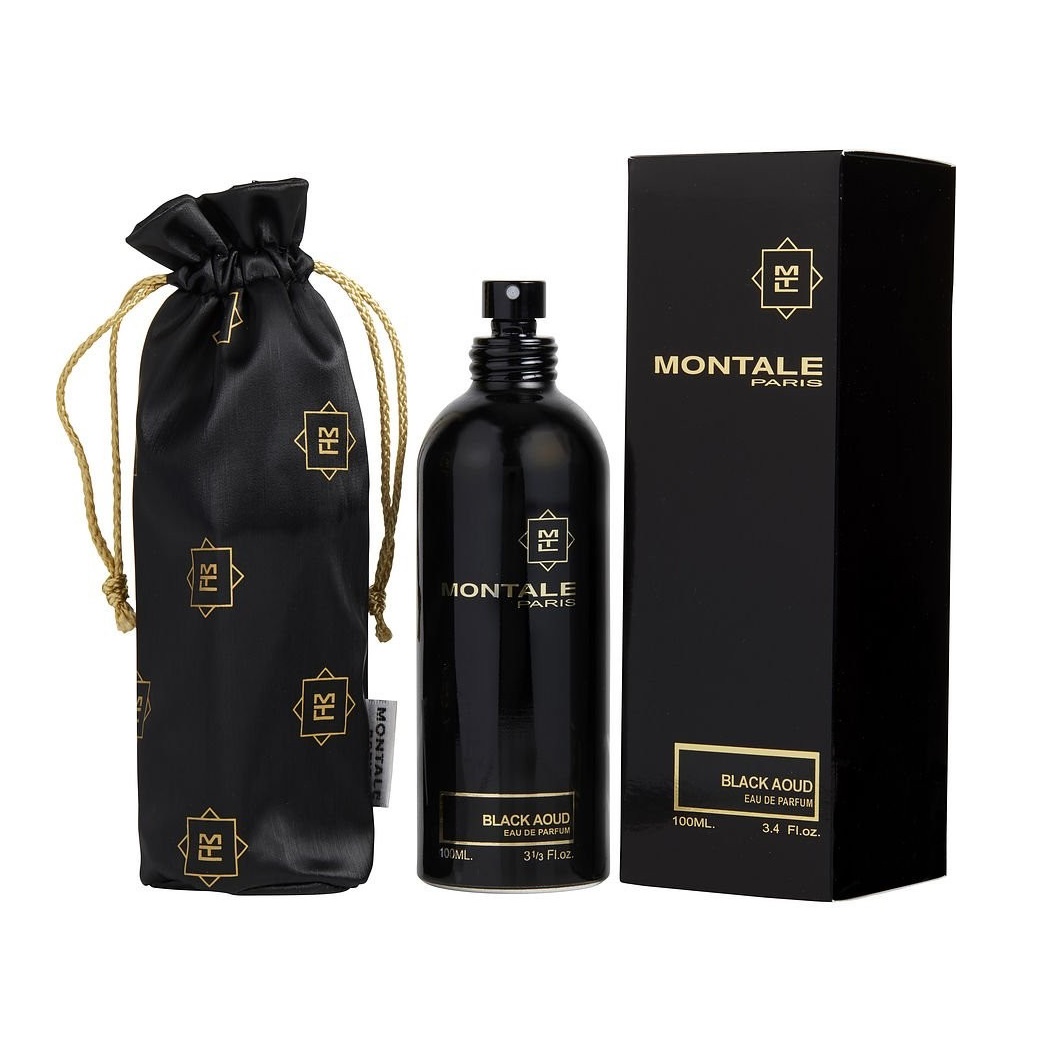 MONTALE
MONTALE
PARIS
BLACK AOUD
EAU DE PARFUM
100ML. 3 1/3 Fl.oz.
MONTALE
PARIS
BLACK AOUD
EAU DE PARFUM
100ML. 3.4 Fl.oz.